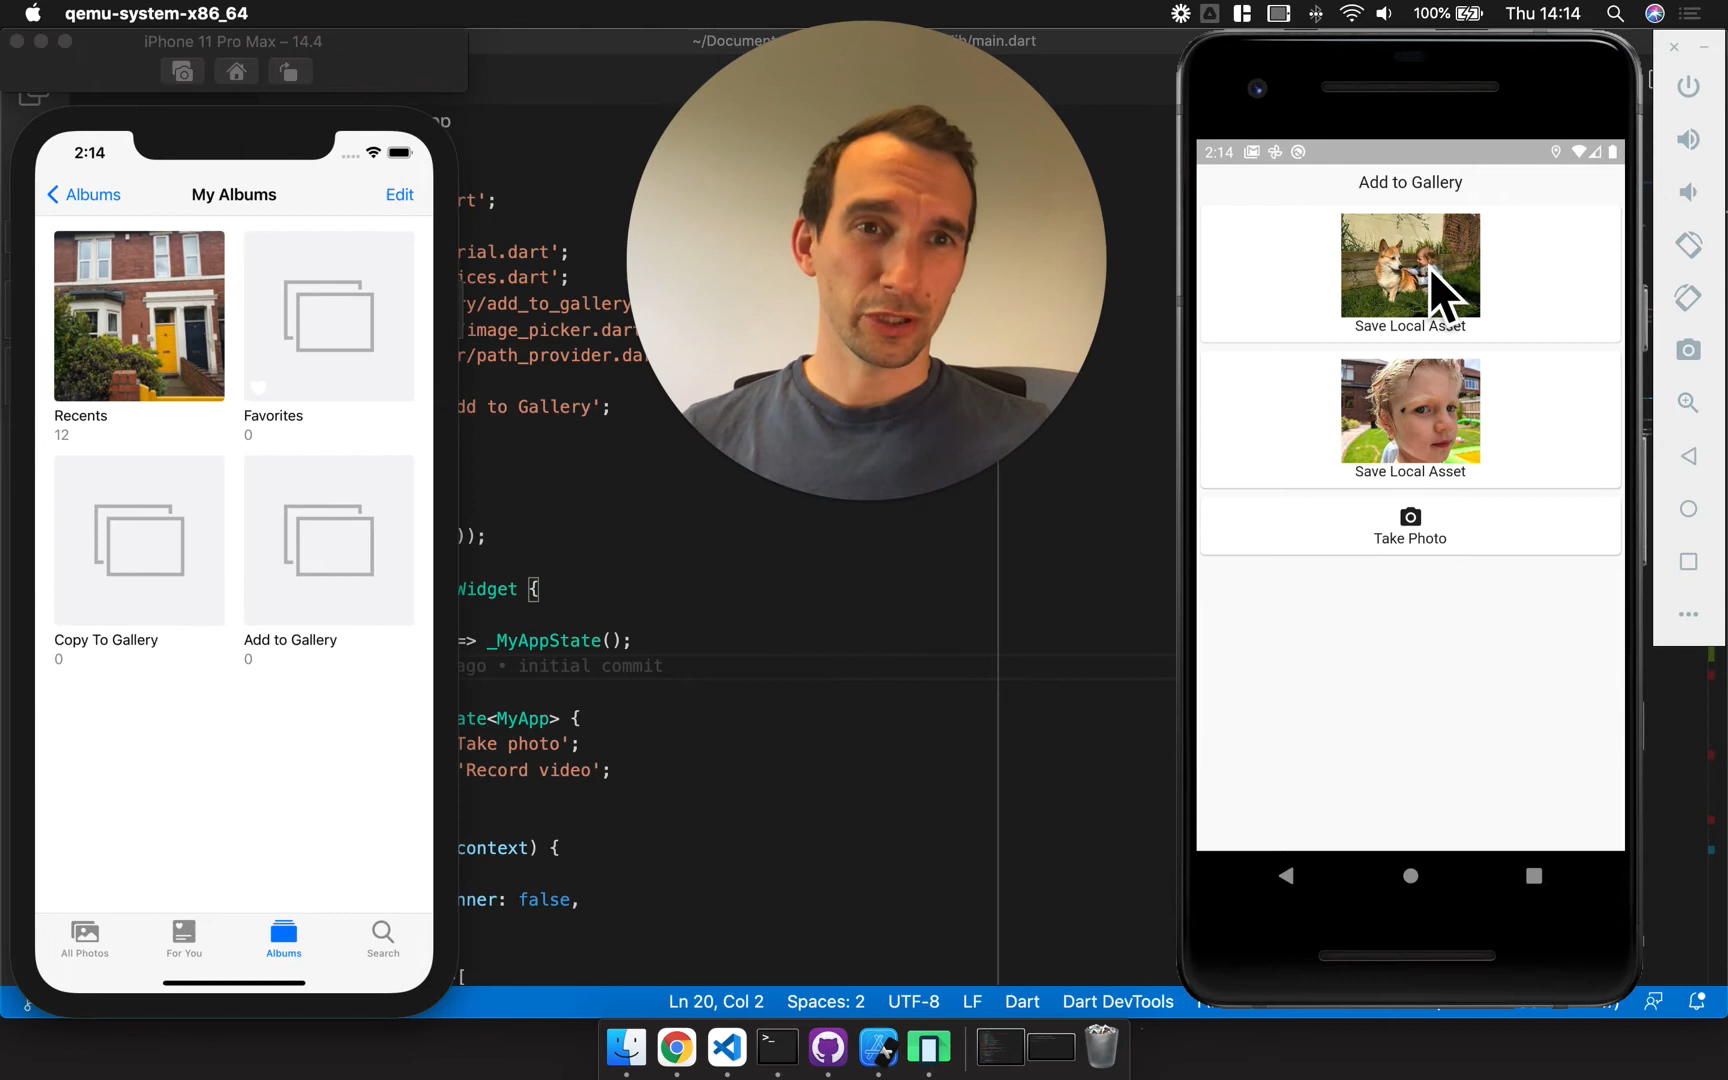 qemu-system-x86_64
100%
Thu 14:14
iPhone 11 Pro Max – 14.4
2:14
Albums
My Albums
Edit
Recents
12
Favorites
0
Copy To Gallery
0
Add to Gallery
0
All Photos
For You
Albums
Search
~/Document
ib/main.dart
op
rt';
rial.dart';
ices.dart';
ry/add_to_gallery
/image_picker.dart
r/path_provider.da
dd to Gallery';
));
Widget {
=> _MyAppState();
ago • initial commit
ate<MyApp> {
Take photo';
'Record video';
context) {
nner: false,
[
Ln 20, Col 2
Spaces: 2
UTF-8
LF
Dart
Dart DevTools
2:14
Add to Gallery
Save Local Asset
Save Local Asset
Take Photo